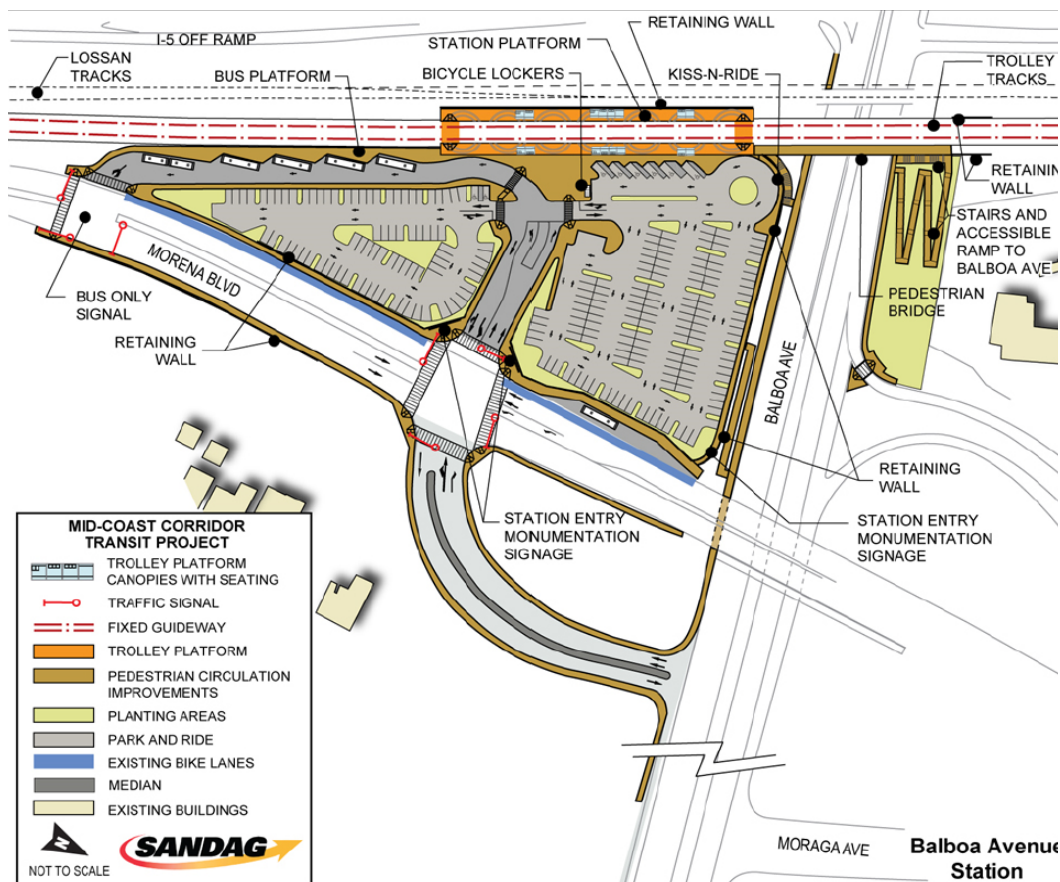 I-5 OFF RAMP
RETAINING WALL
STATION PLATFORM
LOSSAN
TRACKS
BUS PLATFORM
BICYCLE LOCKERS
KISS-N-RIDE
TROLLEY
TRACKS
RETAININ
WALL
STAIRS AND
ACCESSIBLE
RAMP TO
BALBOA AVE
PEDESTRIAN
BRIDGE
MORENA BLVD
BUS ONLY
SIGNAL
RETAINING
WALL
BALBOA AVE
RETAINING
WALL
STATION ENTRY
MONUMENTATION
SIGNAGE
STATION ENTRY
MONUMENTATION
SIGNAGE
MID-COAST CORRIDOR
TRANSIT PROJECT
TROLLEY PLATFORM
CANOPIES WITH SEATING
TRAFFIC SIGNAL
FIXED GUIDEWAY
TROLLEY PLATFORM
PEDESTRIAN CIRCULATION
IMPROVEMENTS
PLANTING AREAS
PARK AND RIDE
EXISTING BIKE LANES
MEDIAN
EXISTING BUILDINGS
N
NOT TO SCALE
SANDAG
MORAGA AVE
Balboa Avenue
Station